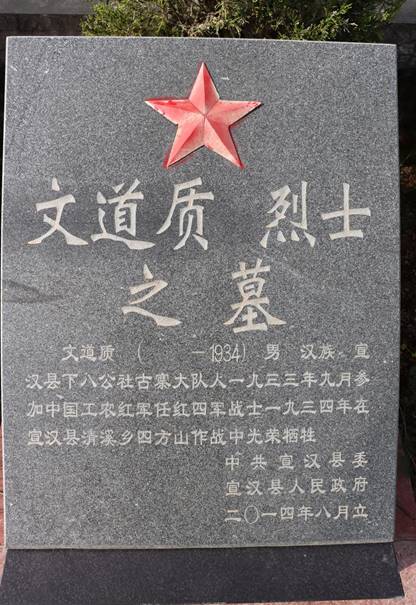 文道质 烈士
之墓
文道质 ( —1934) 男 汉族 宣
汉县下八公社古寨大队人一九三三年九月参
加中国工农红军任红四军战士一九三四年在
宣汉县清溪乡四方山作战中光荣牺牲
中共宣汉县委
宣汉县人民政府
二〇一四年八月立